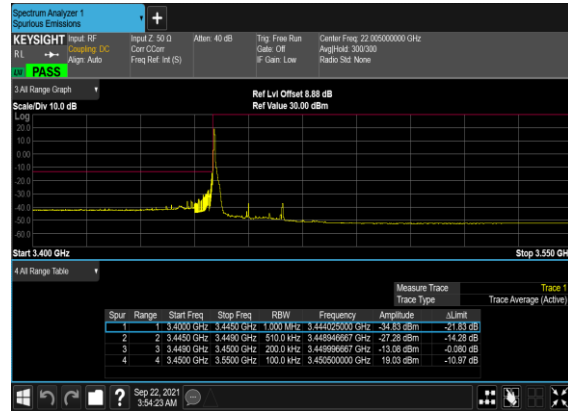 Spectrum Analyzer 1
Spurious Emissions
KEYSIGHT Input: RF Input Z: 50 Ω Atten: 40 dB Trig: Free Run Center Freq: 22.005000000 GHz
R L Coupling: DC Corr CCorr Gate: Off Avg|Hold: 300/300
Align: Auto Freq Ref: Int (S) IF Gain: Low Radio Std: None
PASS
3 All Range Graph
Ref Lvl Offset 8.88 dB
Scale/Div 10.0 dB Ref Value 30.00 dBm
Log
20.0
10.0
0.00
-10.0
-20.0
-30.0
-40.0
-50.0
-60.0
Start 3.400 GHz Stop 3.550 GH
4 All Range Table
Measure Trace Trace 1
Trace Type Trace Average (Active)
Spur Range Start Freq Stop Freq RBW Frequency Amplitude ΔLimit
1 1 3.4000 GHz 3.4450 GHz 1.000 MHz 3.444025000 GHz -34.83 dBm -21.83 dB
2 2 3.4450 GHz 3.4490 GHz 510.0 kHz 3.448946667 GHz -27.28 dBm -14.28 dB
3 3 3.4490 GHz 3.4500 GHz 200.0 kHz 3.449996667 GHz -13.08 dBm -0.080 dB
4 4 3.4500 GHz 3.5500 GHz 100.0 kHz 3.450500000 GHz 19.03 dBm -10.97 dB
? Sep 22, 2021
3:54:23 AM